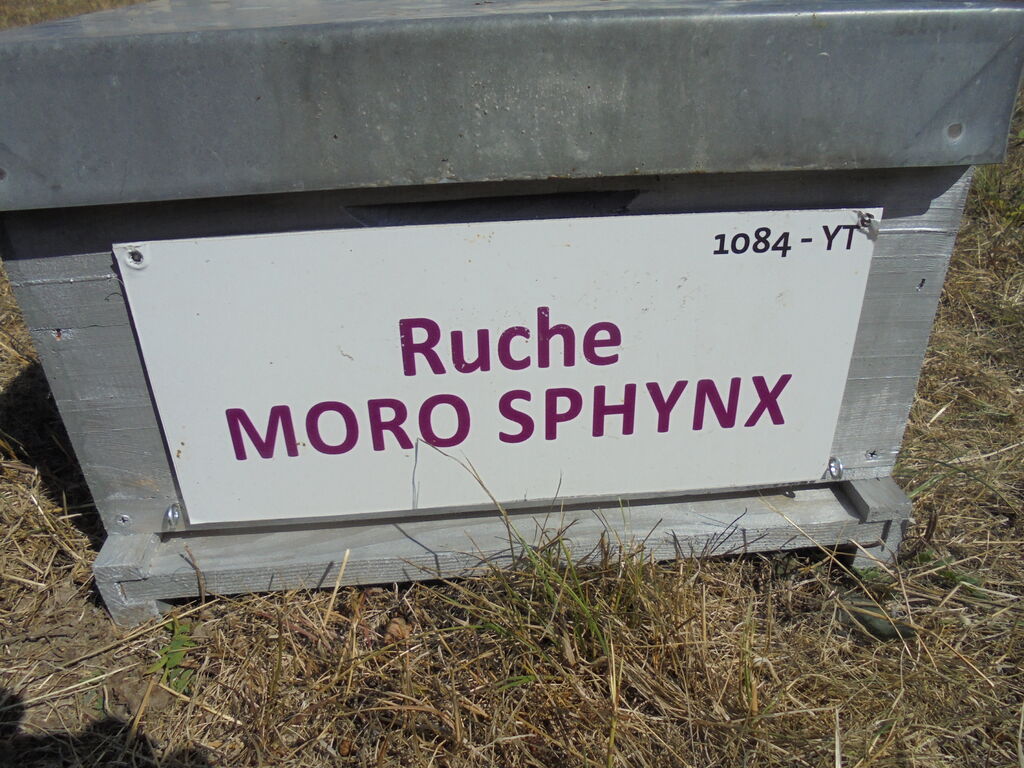 1084 - YT
Ruche
MORO SPHYNX